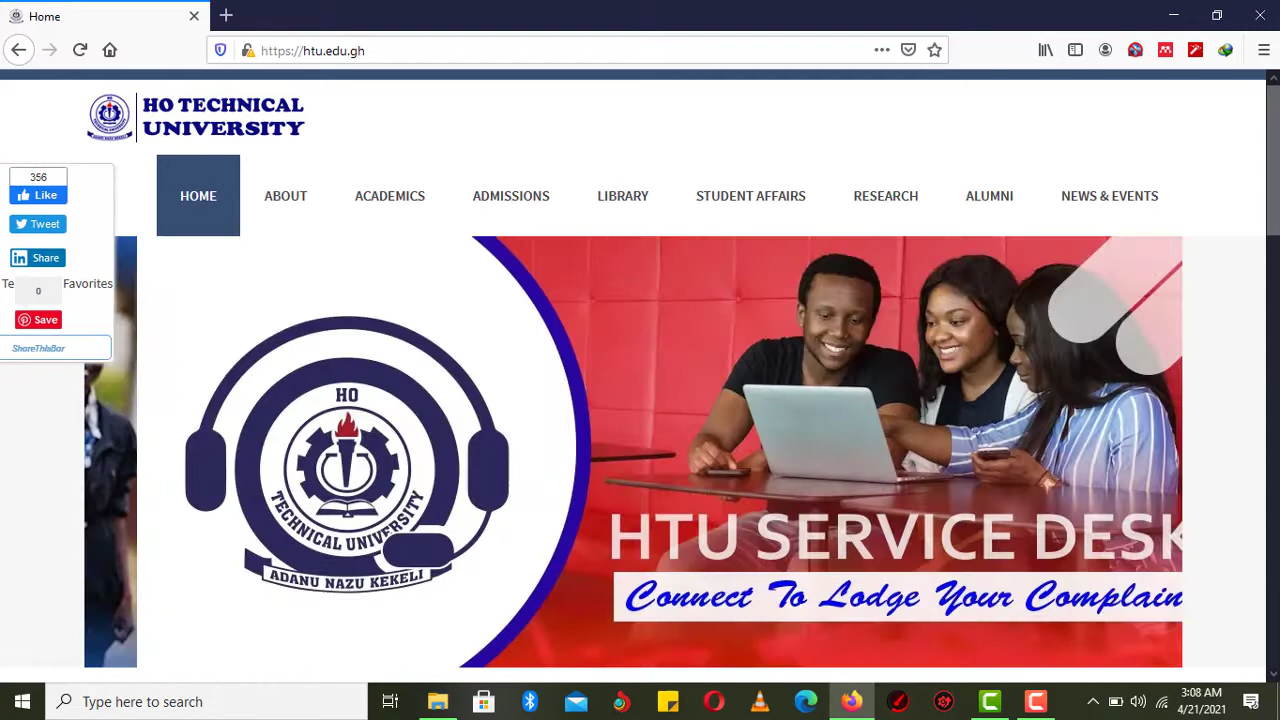 Home
https://htu.edu.gh
HO TECHNICAL
UNIVERSITY
HOME ABOUT ACADEMICS ADMISSIONS LIBRARY STUDENT AFFAIRS RESEARCH ALUMNI NEWS & EVENTS
356
Like
Tweet
in Share
Te Favorites
0
Save
ShareThisBar
HO
TECHNICAL UNIVERSITY
ADANU NAZU KEKELI
HTU SERVICE DESK
Connect To Lodge Your Complain
Type here to search
3:08 AM
4/21/2021